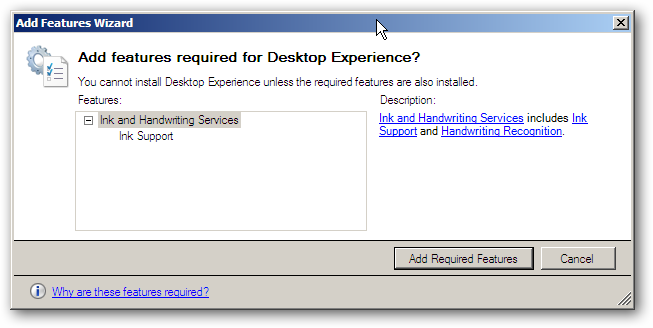 Add Features Wizard
Add features required for Desktop Experience?
You cannot install Desktop Experience unless the required features are also installed.
Features:
Ink and Handwriting Services
Ink Support
Description:
Ink and Handwriting Services includes Ink
Support and Handwriting Recognition.
Add Required Features
Cancel
Why are these features required?